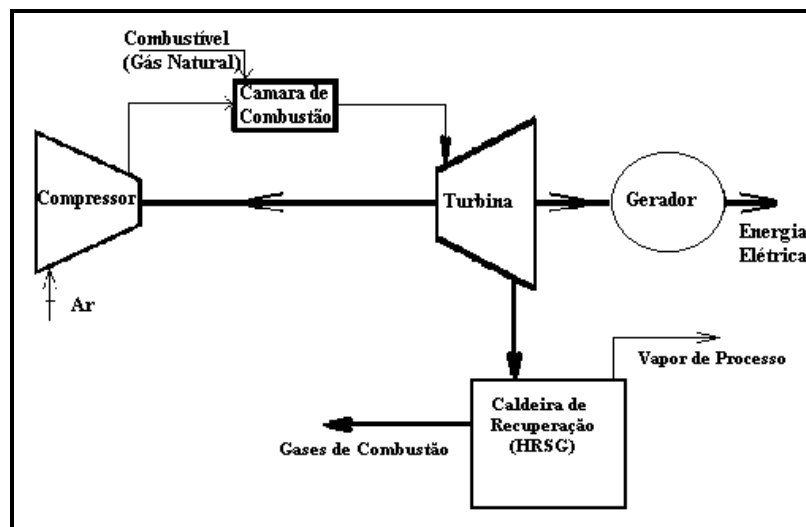 Combustível
(Gás Natural)
Camara de
Combustão
Compressor
Turbina
Gerador
Energia
Elétrica
Ar
Vapor de Processo
Caldeira de
Recuperação
(HRSG)
Gases de Combustão